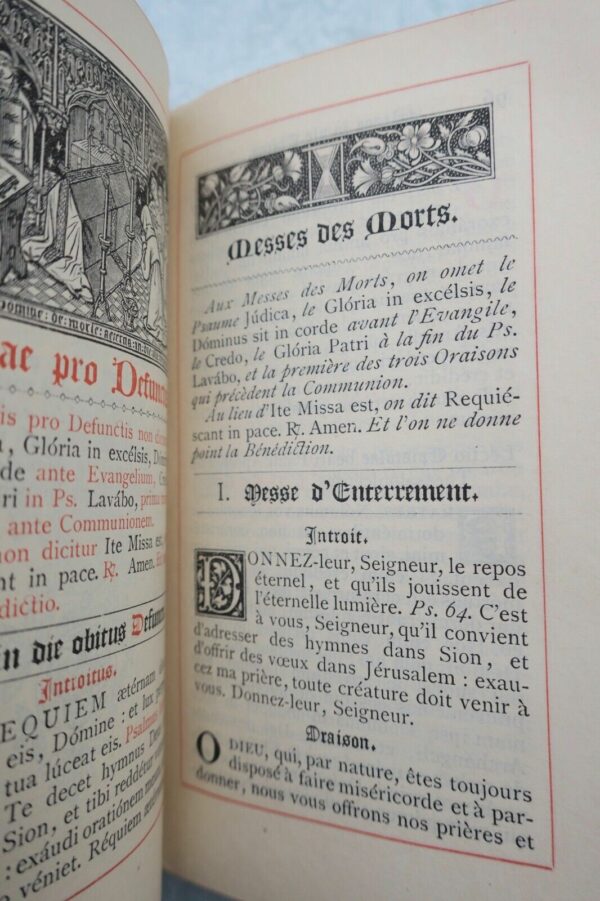 ae pro Defunct
is pro Defunctis non
, Glória in excélsis,
de ante Evangelium,
ri in Ps. Lavábo, prima
ante Communionem.
non dicitur Ite Missa est,
nt in pace. ℟. Amen.
dictio.
in die obitus Defunc
Introitus.
EQUIEM ætérnam
eis, Dómine : et lux
tua lúceat eis. Psalmus
Te decet hymnus
Sion, et tibi reddétur
: exáudi oratiónem
véniet. Réquiem
Messes des Morts.
Aux Messes des Morts, on omet le
Psaume Júdica, le Glória in excélsis, le
Dóminus sit in corde avant l'Evangile,
le Credo, le Glória Patri à la fin du Ps.
Lavábo, et la première des trois Oraisons
qui précèdent la Communion.
Au lieu d'Ite Missa est, on dit Requié-
scant in pace. ℟. Amen. Et l'on ne donne
point la Bénédiction.
I. Messe d'Enterrement.
Introit.
DONNEZ-leur, Seigneur, le repos
éternel, et qu'ils jouissent de
l'éternelle lumière. Ps. 64. C'est
à vous, Seigneur, qu'il convient
d'adresser des hymnes dans Sion, et
d'offrir des vœux dans Jérusalem : exau-
cez ma prière, toute créature doit venir à
vous. Donnez-leur, Seigneur.
Oraison.
O DIEU, qui, par nature, êtes toujours
disposé à faire miséricorde et à par-
donner, nous vous offrons nos prières et